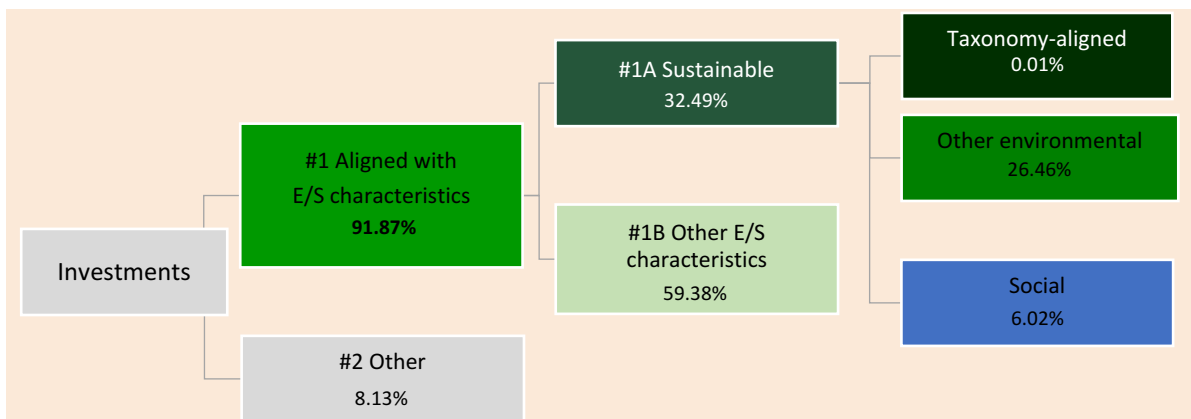 Investments
#1 Aligned with
E/S characteristics
91.87%
#2 Other
8.13%
#1A Sustainable
32.49%
#1B Other E/S
characteristics
59.38%
Taxonomy-aligned
0.01%
Other environmental
26.46%
Social
6.02%